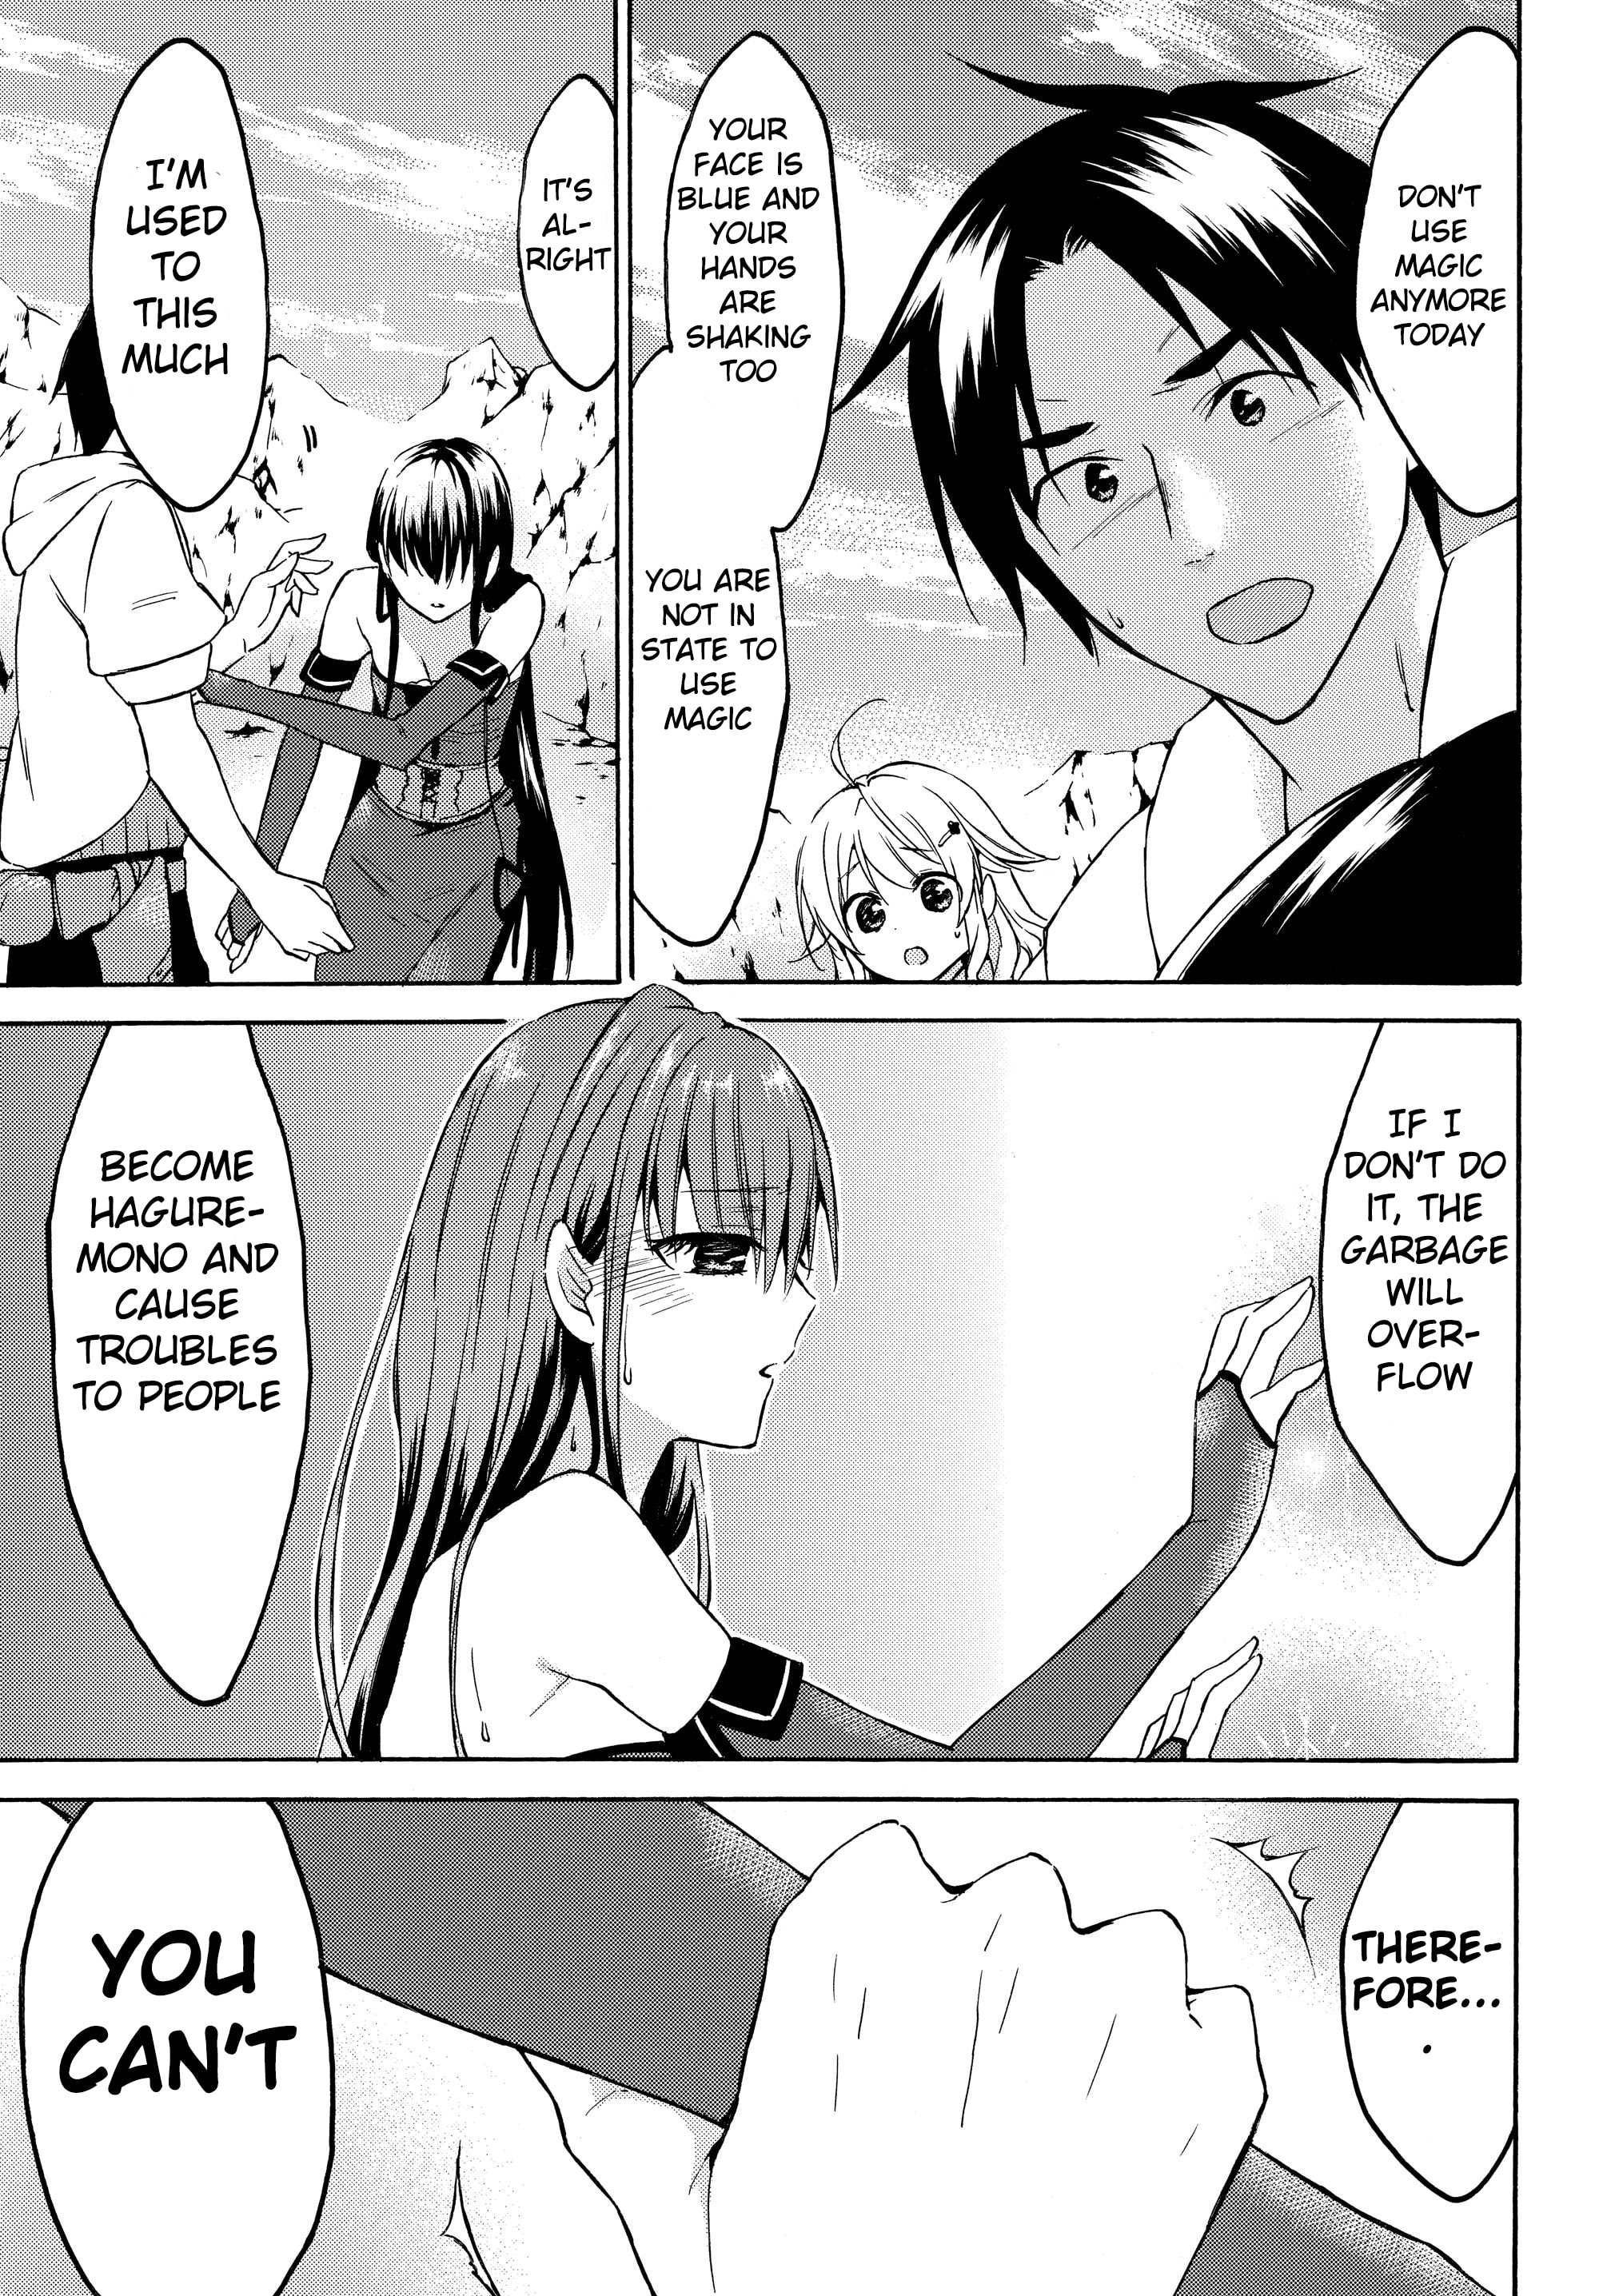 DON'T
USE
MAGIC
ANYMORE
TODAY
YOUR
FACE IS
BLUE AND
YOUR
HANDS
ARE
SHAKING
TOO
YOU ARE
NOT IN
STATE TO
USE
MAGIC
IT'S
AL-
RIGHT
I'M
USED
TO
THIS
MUCH
IF I
DON'T DO
IT, THE
GARBAGE
WILL
OVER-
FLOW
BECOME
HAGURE-
MONO AND
CAUSE
TROUBLES
TO PEOPLE
THERE-
FORE...
.
YOU
CAN'T